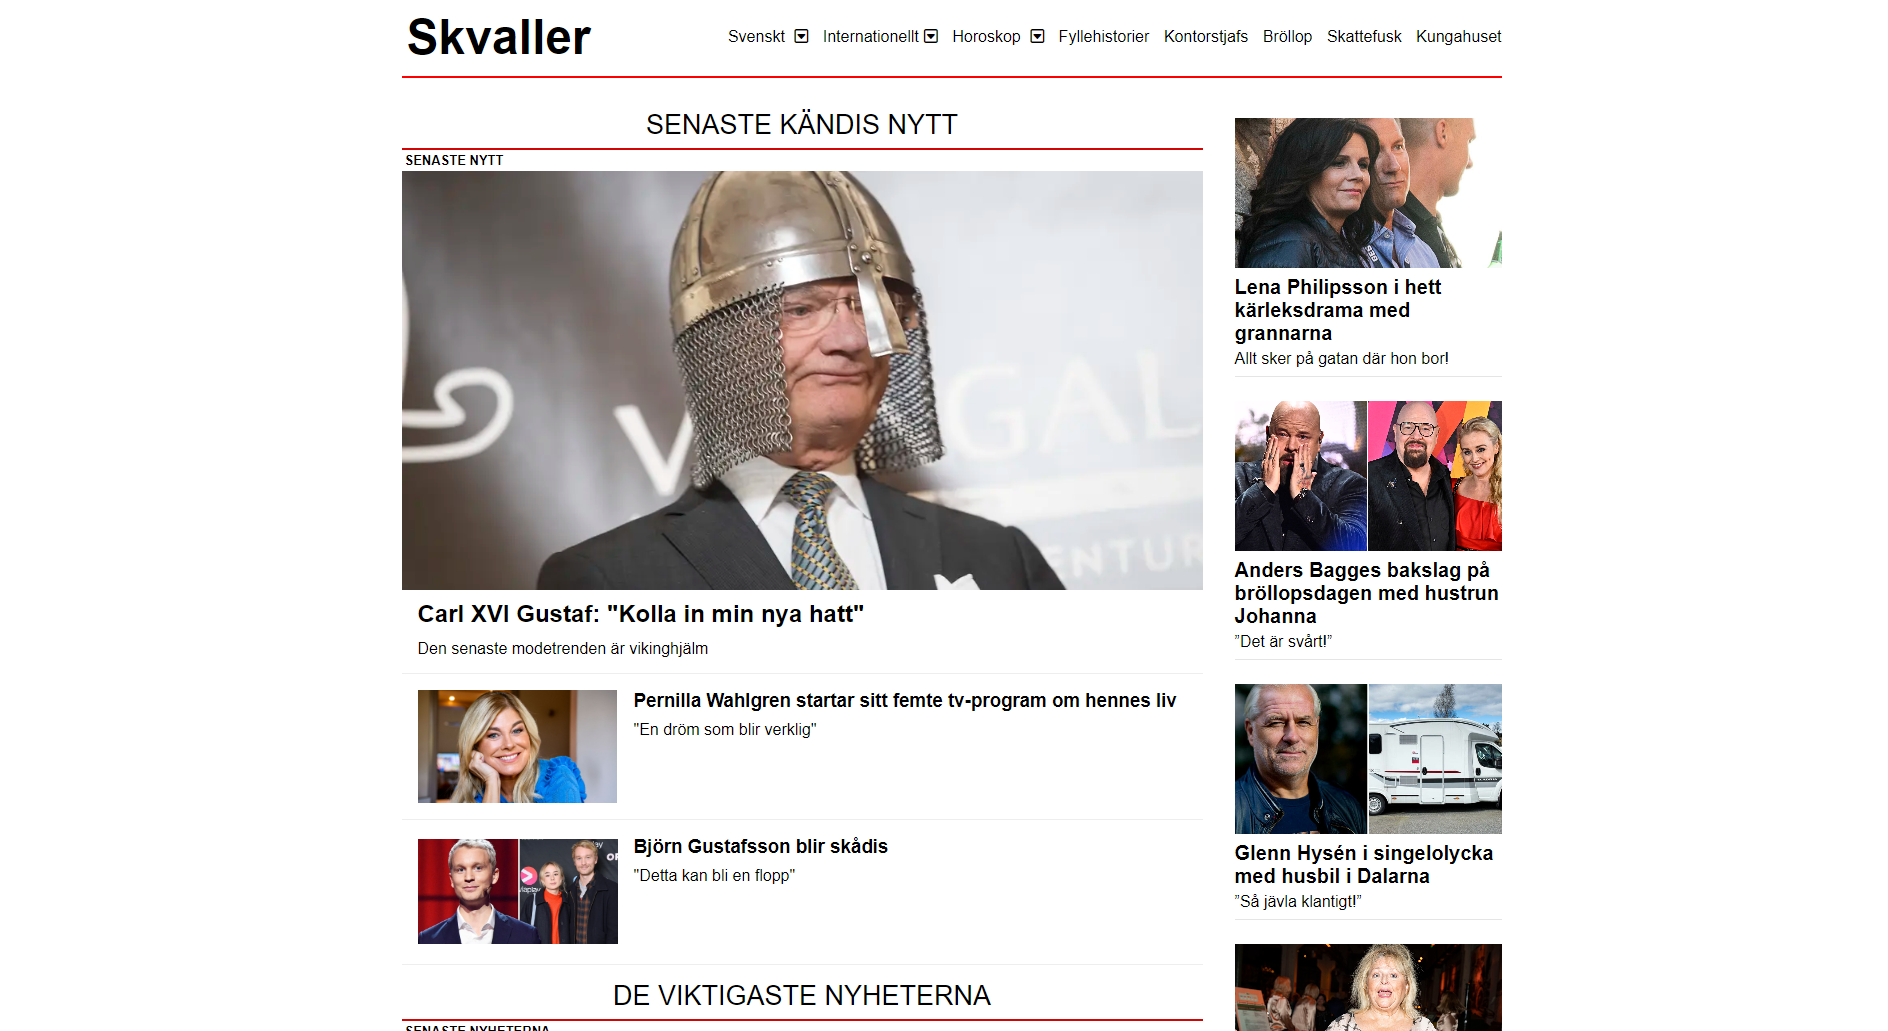 Skvaller
Svenskt Internationellt Horoskop Fyllehistorier Kontorstjafs Bröllop Skattefusk Kungahuset
SENASTE KÄNDIS NYTT
SENASTE NYTT
Carl XVI Gustaf: "Kolla in min nya hatt"
Den senaste modetrenden är vikinghjälm
Pernilla Wahlgren startar sitt femte tv-program om hennes liv
"En dröm som blir verklig"
Björn Gustafsson blir skådis
"Detta kan bli en flopp"
DE VIKTIGASTE NYHETERNA
SENASTE NYHETERNA
Lena Philipsson i hett
kärleksdrama med
grannarna
Allt sker på gatan där hon bor!
Anders Bagges bakslag på
bröllopsdagen med hustrun
Johanna
”Det är svårt!”
Glenn Hysén i singelolycka
med husbil i Dalarna
”Så jävla klantigt!”